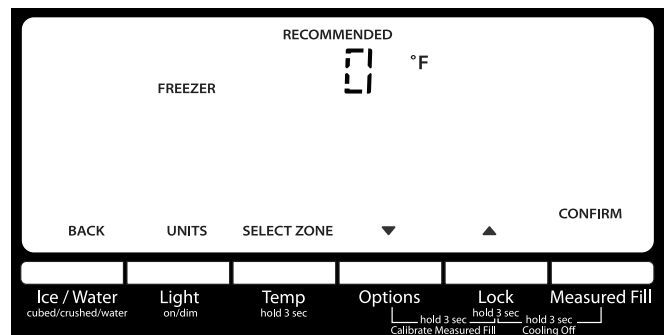 RECOMMENDED
0 °F
FREEZER
CONFIRM
BACK UNITS SELECT ZONE ▼ ▲
Ice / Water Light Temp Options Lock Measured Fill
cubed/crushed/water on/dim hold 3 sec hold 3 sec
hold 3 sec hold 3 sec
Calibrate Measured Fill Cooling Off